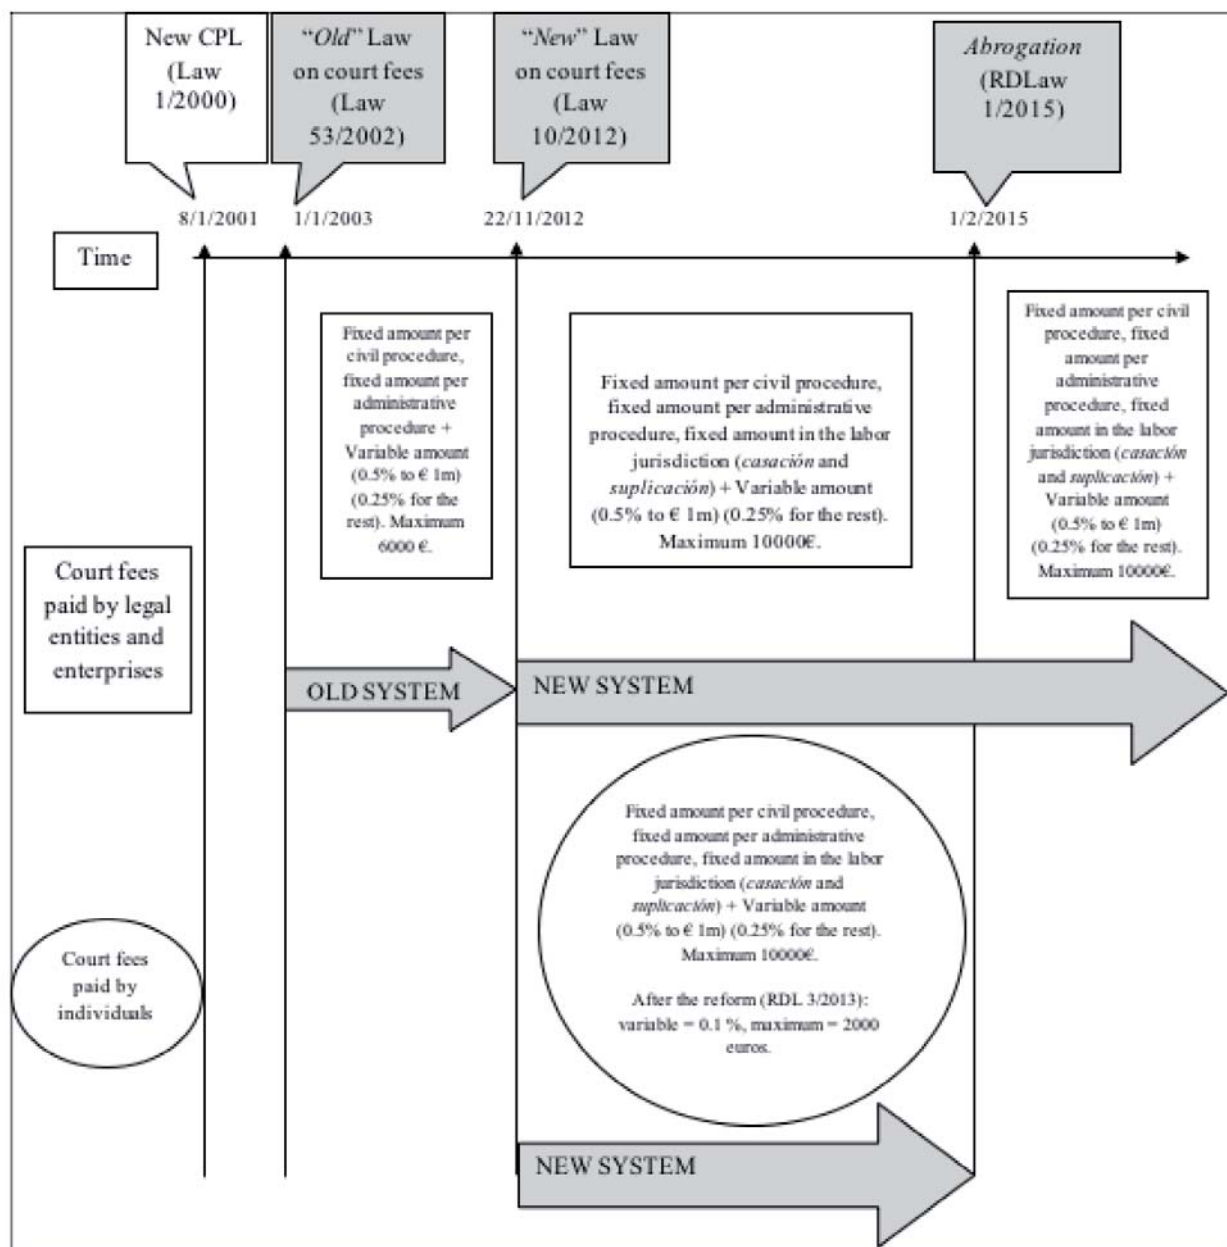 New CPL
(Law
1/2000)
“Old” Law
on court fees
(Law
53/2002)
“New” Law
on court fees
(Law
10/2012)
Abrogation
(RDLaw
1/2015)
8/1/2001
1/1/2003
22/11/2012
1/2/2015
Time
Fixed amount per
civil procedure,
fixed amount per
administrative
procedure +
Variable amount
(0.5% to € 1m)
(0.25% for the
rest). Maximum
6000 €.
Fixed amount per civil procedure,
fixed amount per administrative
procedure, fixed amount in the labor
jurisdiction (casación and
suplicación) + Variable amount
(0.5% to € 1m) (0.25% for the rest).
Maximum 10000€.
Fixed amount per civil
procedure, fixed
amount per
administrative
procedure, fixed
amount in the labor
jurisdiction (casación
and suplicación) +
Variable amount
(0.5% to € 1m)
(0.25% for the rest).
Maximum 10000€.
Court fees
paid by legal
entities and
enterprises
OLD SYSTEM
NEW SYSTEM
Fixed amount per civil procedure,
fixed amount per administrative
procedure, fixed amount in the labor
jurisdiction (casación and
suplicación) + Variable amount
(0.5% to € 1m) (0.25% for the rest).
Maximum 10000€.
After the reform (RDL 3/2013):
variable = 0.1 %, maximum = 2000
euros.
Court fees
paid by
individuals
NEW SYSTEM